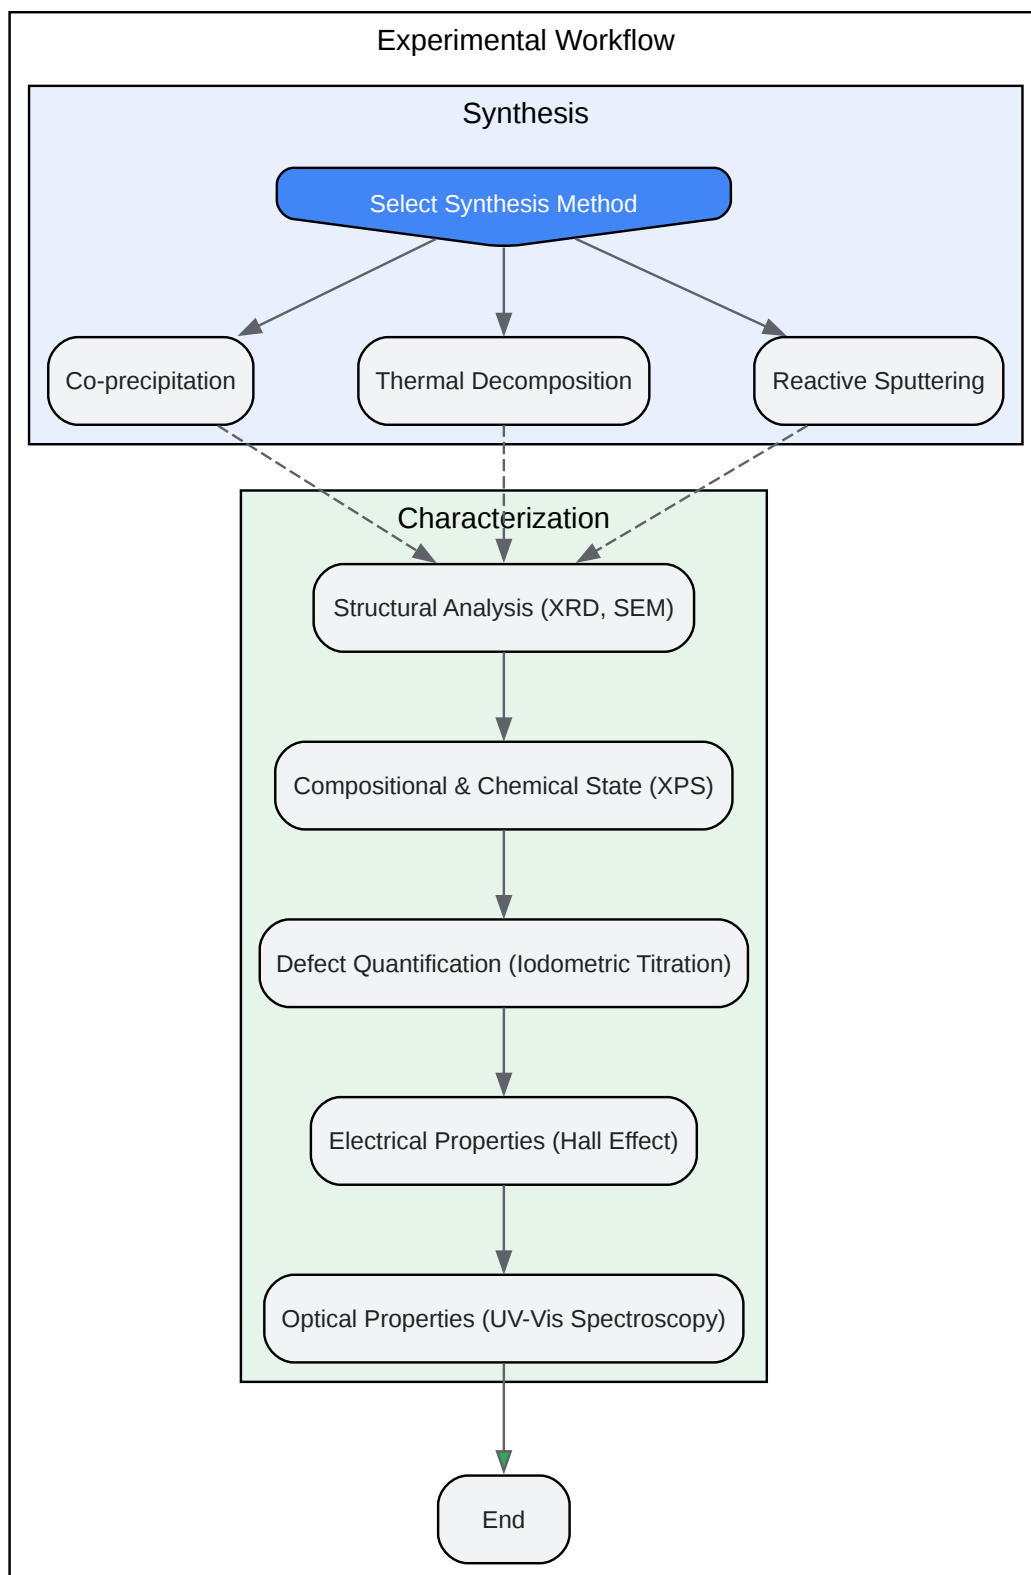 Experimental Workflow
Synthesis
Select Synthesis Method
Co-precipitation
Thermal Decomposition
Reactive Sputtering
Characterization
Structural Analysis (XRD, SEM)
Compositional & Chemical State (XPS)
Defect Quantification (Iodometric Titration)
Electrical Properties (Hall Effect)
Optical Properties (UV-Vis Spectroscopy)
End